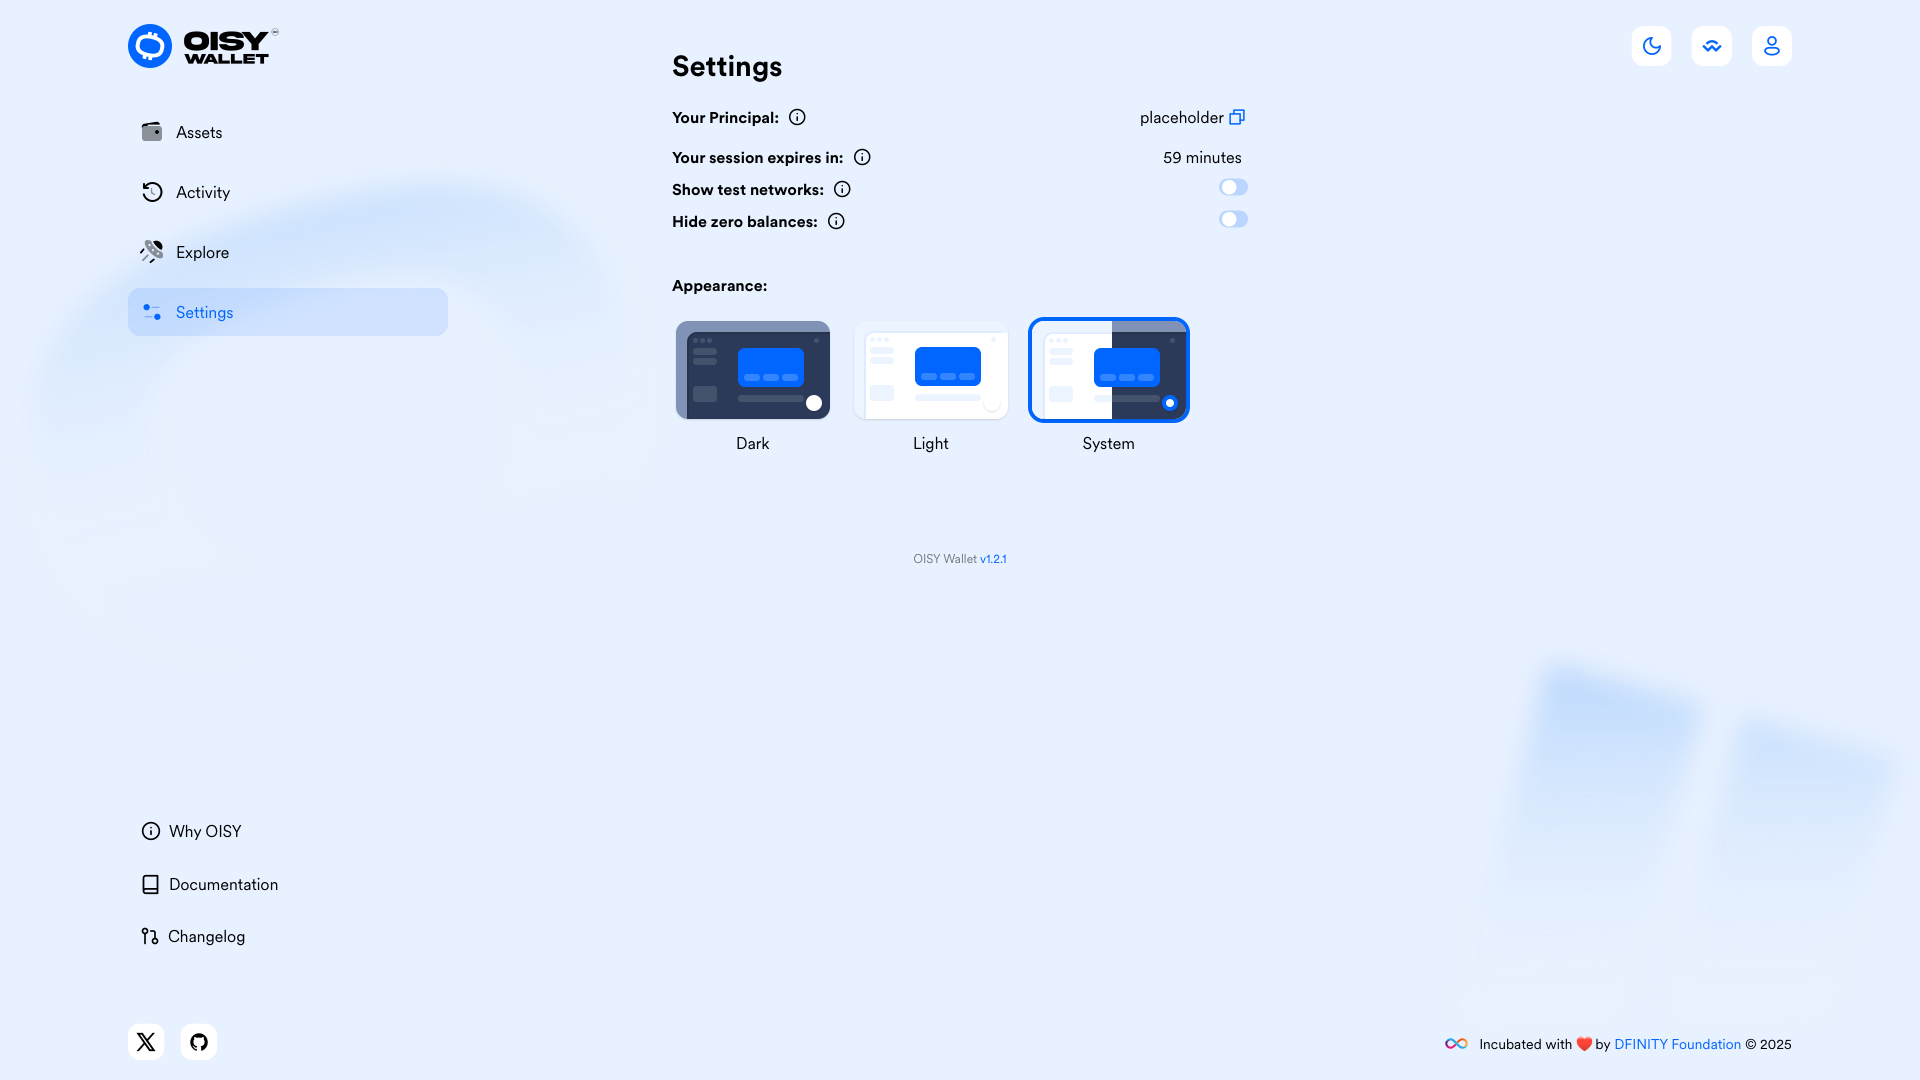 OISY
WALLET
Assets
Activity
Explore
Settings
Why OISY
Documentation
Changelog
Settings
Your Principal:
placeholder
Your session expires in:
59 minutes
Show test networks:
Hide zero balances:
Appearance:
Dark
Light
System
OISY Wallet v1.2.1
Incubated with ❤️ by DFINITY Foundation © 2025